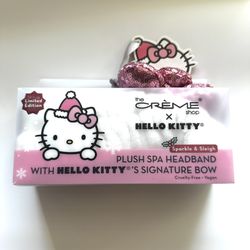 Limited
Edition
the
CRÈME
shop
x
HELLO KITTY®
Sparkle & Sleigh
PLUSH SPA HEADBAND
WITH HELLO KITTY®'S SIGNATURE BOW
Cruelty Free • Vegan